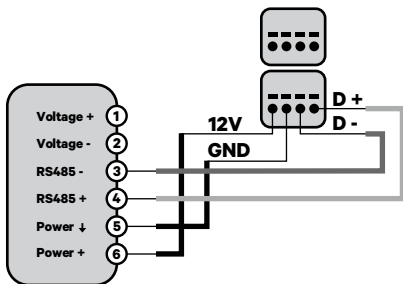 D +
12V
D -
GND
Voltage + 1
Voltage - 2
RS485 - 3
RS485 + 4
Power ↓ 5
Power + 6